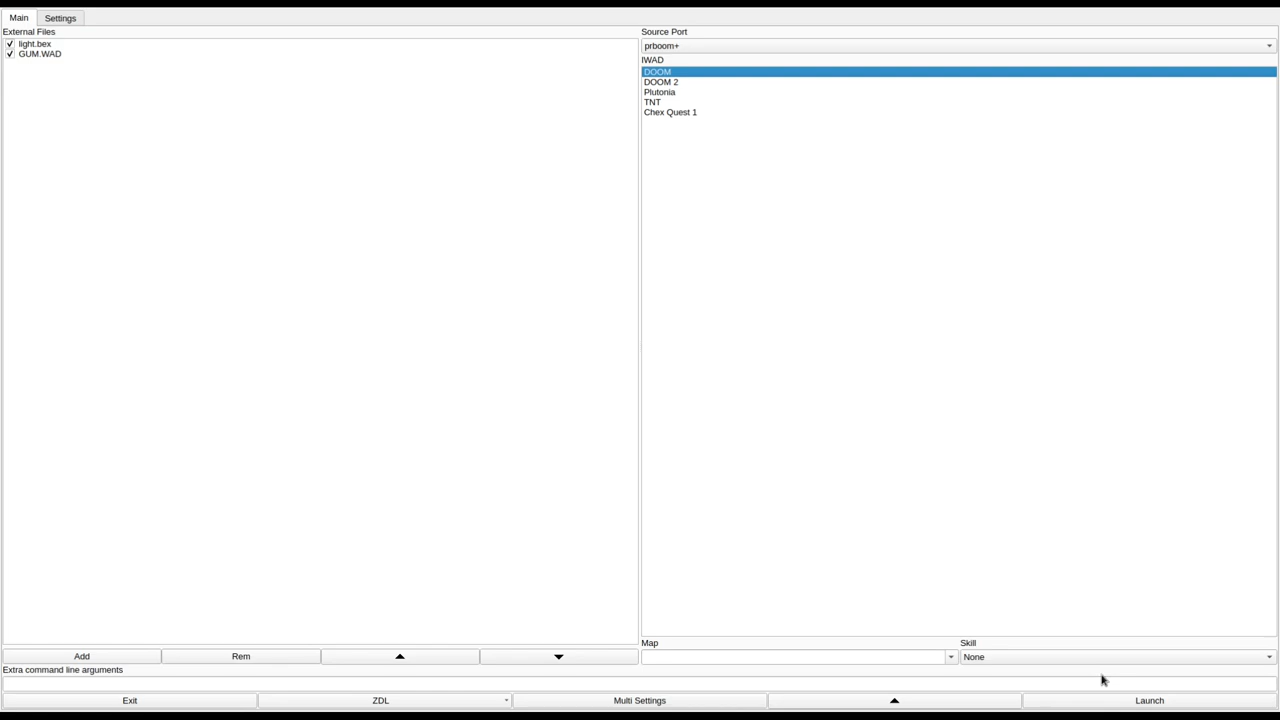 Main Settings
External Files
light.bex
GUM.WAD
Source Port
prboom+
IWAD
DOOM
DOOM 2
Plutonia
TNT
Chex Quest 1
Map Skill
None
Add Rem
Extra command line arguments
Exit ZDL Multi Settings Launch